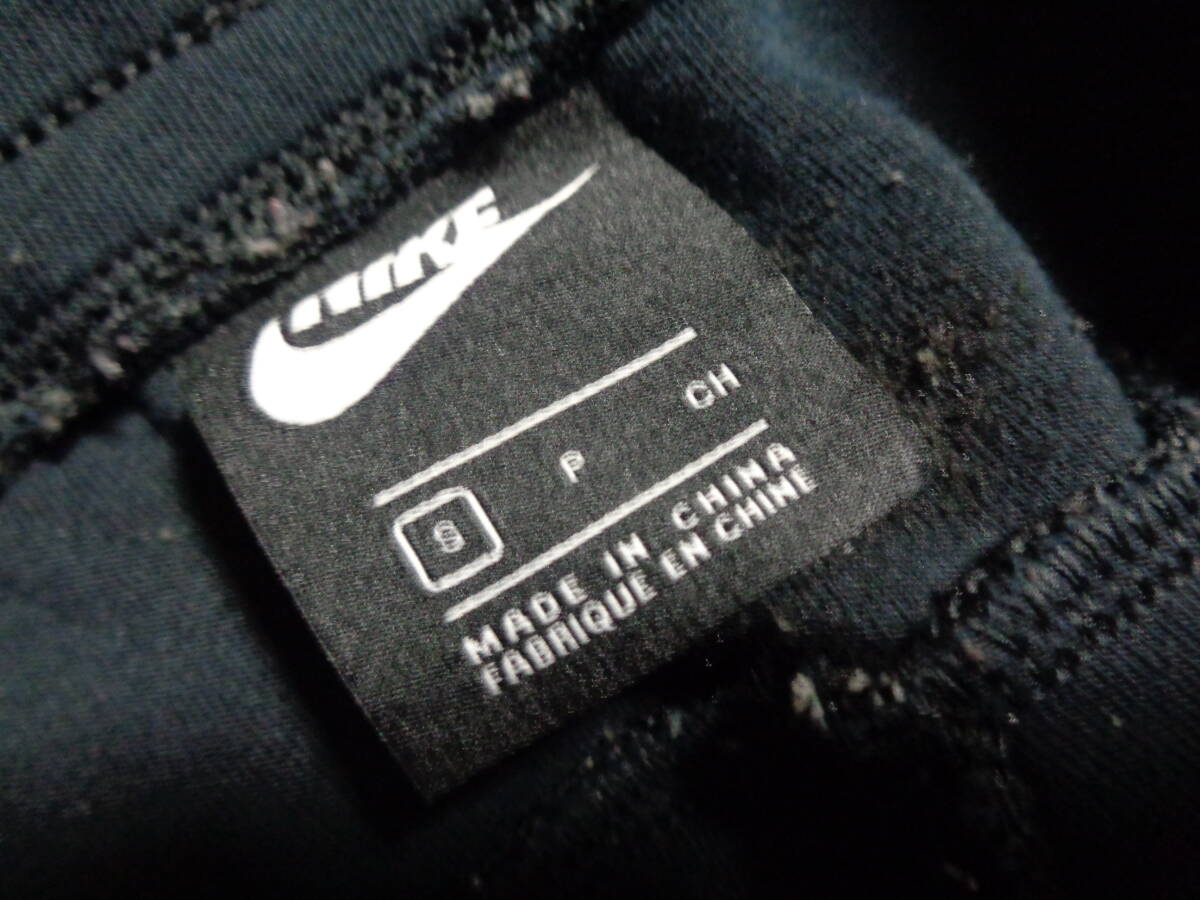 NIKE
S P CH
MADE IN CHINA
FABRIQUE EN CHINE